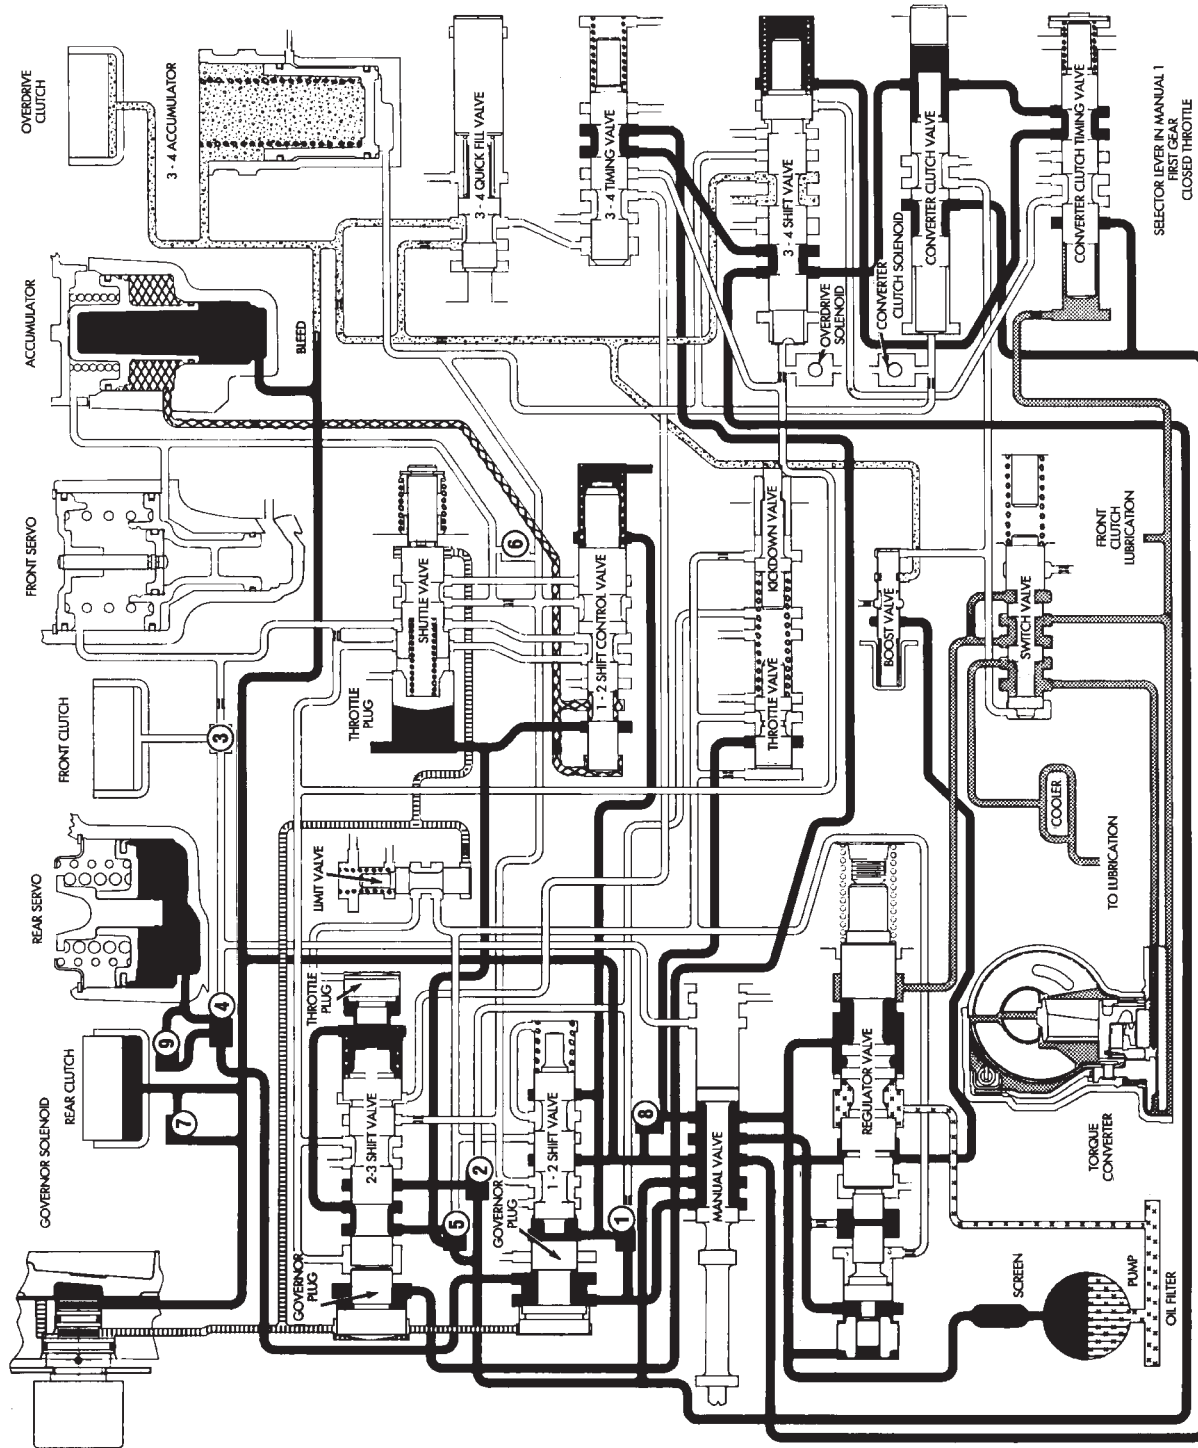 OVERDRIVE
CLUTCH
3 - 4 ACCUMULATOR
ACCUMULATOR
BLEED
FRONT SERVO
FRONT CLUTCH
REAR SERVO
REAR CLUTCH
GOVERNOR SOLENOID
3 - 4 QUICK FILL VALVE
3 - 4 TIMING VALVE
3 - 4 SHIFT VALVE
OVERDRIVE
SOLENOID
CONVERTER
CLUTCH SOLENOID
CONVERTER CLUTCH VALVE
CONVERTER CLUTCH TIMING VALVE
SHUTTLE VALVE
THROTTLE
PLUG
1 - 2 SHIFT CONTROL VALVE
KICKDOWN VALVE
THROTTLE VALVE
BOOST VALVE
SWITCH VALVE
FRONT
CLUTCH
LUBRICATION
LIMIT VALVE
THROTTLE
PLUG
2-3 SHIFT VALVE
GOVERNOR
PLUG
1 - 2 SHIFT VALVE
GOVERNOR
PLUG
MANUAL VALVE
REGULATOR VALVE
COOLER
TO LUBRICATION
TORQUE
CONVERTER
SCREEN
PUMP
OIL FILTER
1
2
3
4
5
6
7
8
9
SELECTOR LEVER IN MANUAL 1
FIRST GEAR
CLOSED THROTTLE